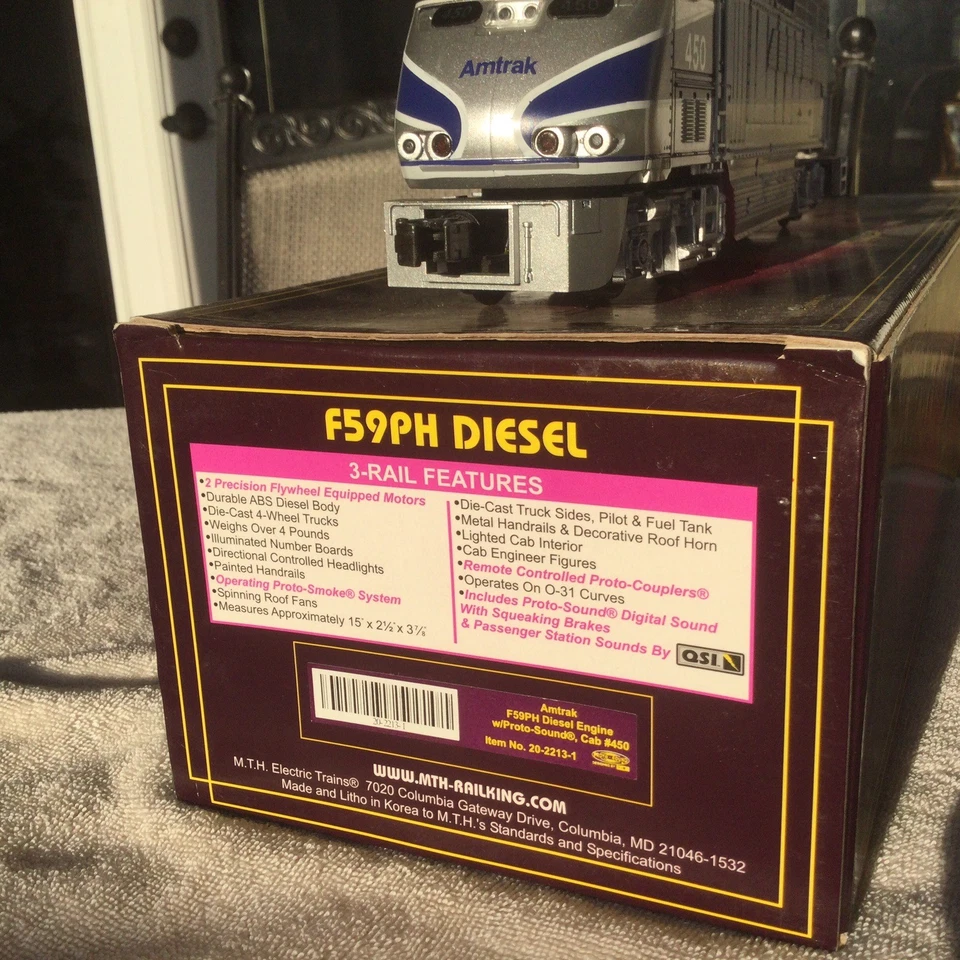 Amtrak
450
F59PH DIESEL
3-RAIL FEATURES
•2 Precision Flywheel Equipped Motors
•Durable ABS Diesel Body
•Die-Cast 4-Wheel Trucks
•Weighs Over 4 Pounds
•Illuminated Number Boards
•Directional Controlled Headlights
•Painted Handrails
•Operating Proto-Smoke® System
•Spinning Roof Fans
•Measures Approximately 15" x 2½" x 3⅞"
•Die-Cast Truck Sides, Pilot & Fuel Tank
•Metal Handrails & Decorative Roof Horn
•Lighted Cab Interior
•Cab Engineer Figures
•Remote Controlled Proto-Couplers®
•Operates On O-31 Curves
•Includes Proto-Sound® Digital Sound
With Squeaking Brakes
& Passenger Station Sounds By
QSI
20-2213-1
Amtrak
F59PH Diesel Engine
w/Proto-Sound®, Cab #450
Item No. 20-2213-1
WWW.MTH-RAILKING.COM
M.T.H. Electric Trains® 7020 Columbia Gateway Drive, Columbia, MD 21046-1532
Made and Litho in Korea to M.T.H.'s Standards and Specifications